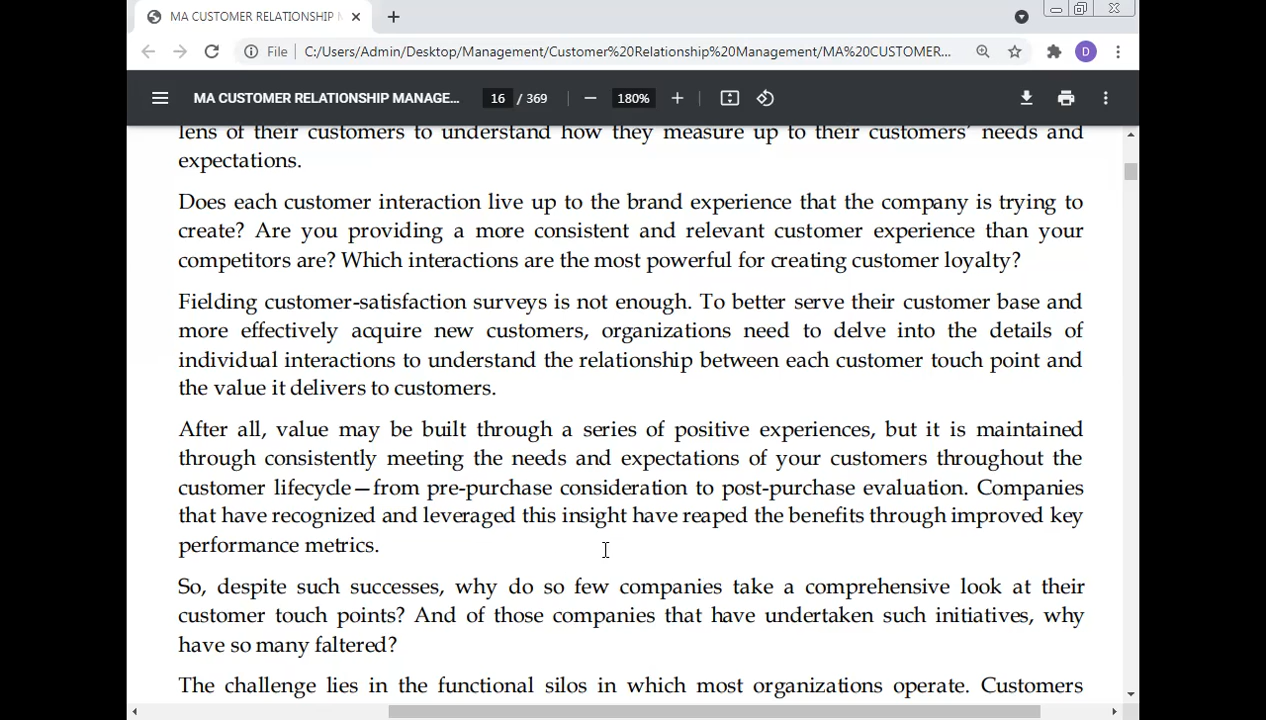 MA CUSTOMER RELATIONSHIP M
File C:/Users/Admin/Desktop/Management/Customer%20Relationship%20Management/MA%20CUSTOMER... D
MA CUSTOMER RELATIONSHIP MANAGE... 16 / 369 180%
lens of their customers to understand how they measure up to their customers' needs and
expectations.
Does each customer interaction live up to the brand experience that the company is trying to
create? Are you providing a more consistent and relevant customer experience than your
competitors are? Which interactions are the most powerful for creating customer loyalty?
Fielding customer-satisfaction surveys is not enough. To better serve their customer base and
more effectively acquire new customers, organizations need to delve into the details of
individual interactions to understand the relationship between each customer touch point and
the value it delivers to customers.
After all, value may be built through a series of positive experiences, but it is maintained
through consistently meeting the needs and expectations of your customers throughout the
customer lifecycle—from pre-purchase consideration to post-purchase evaluation. Companies
that have recognized and leveraged this insight have reaped the benefits through improved key
performance metrics.
So, despite such successes, why do so few companies take a comprehensive look at their
customer touch points? And of those companies that have undertaken such initiatives, why
have so many faltered?
The challenge lies in the functional silos in which most organizations operate. Customers